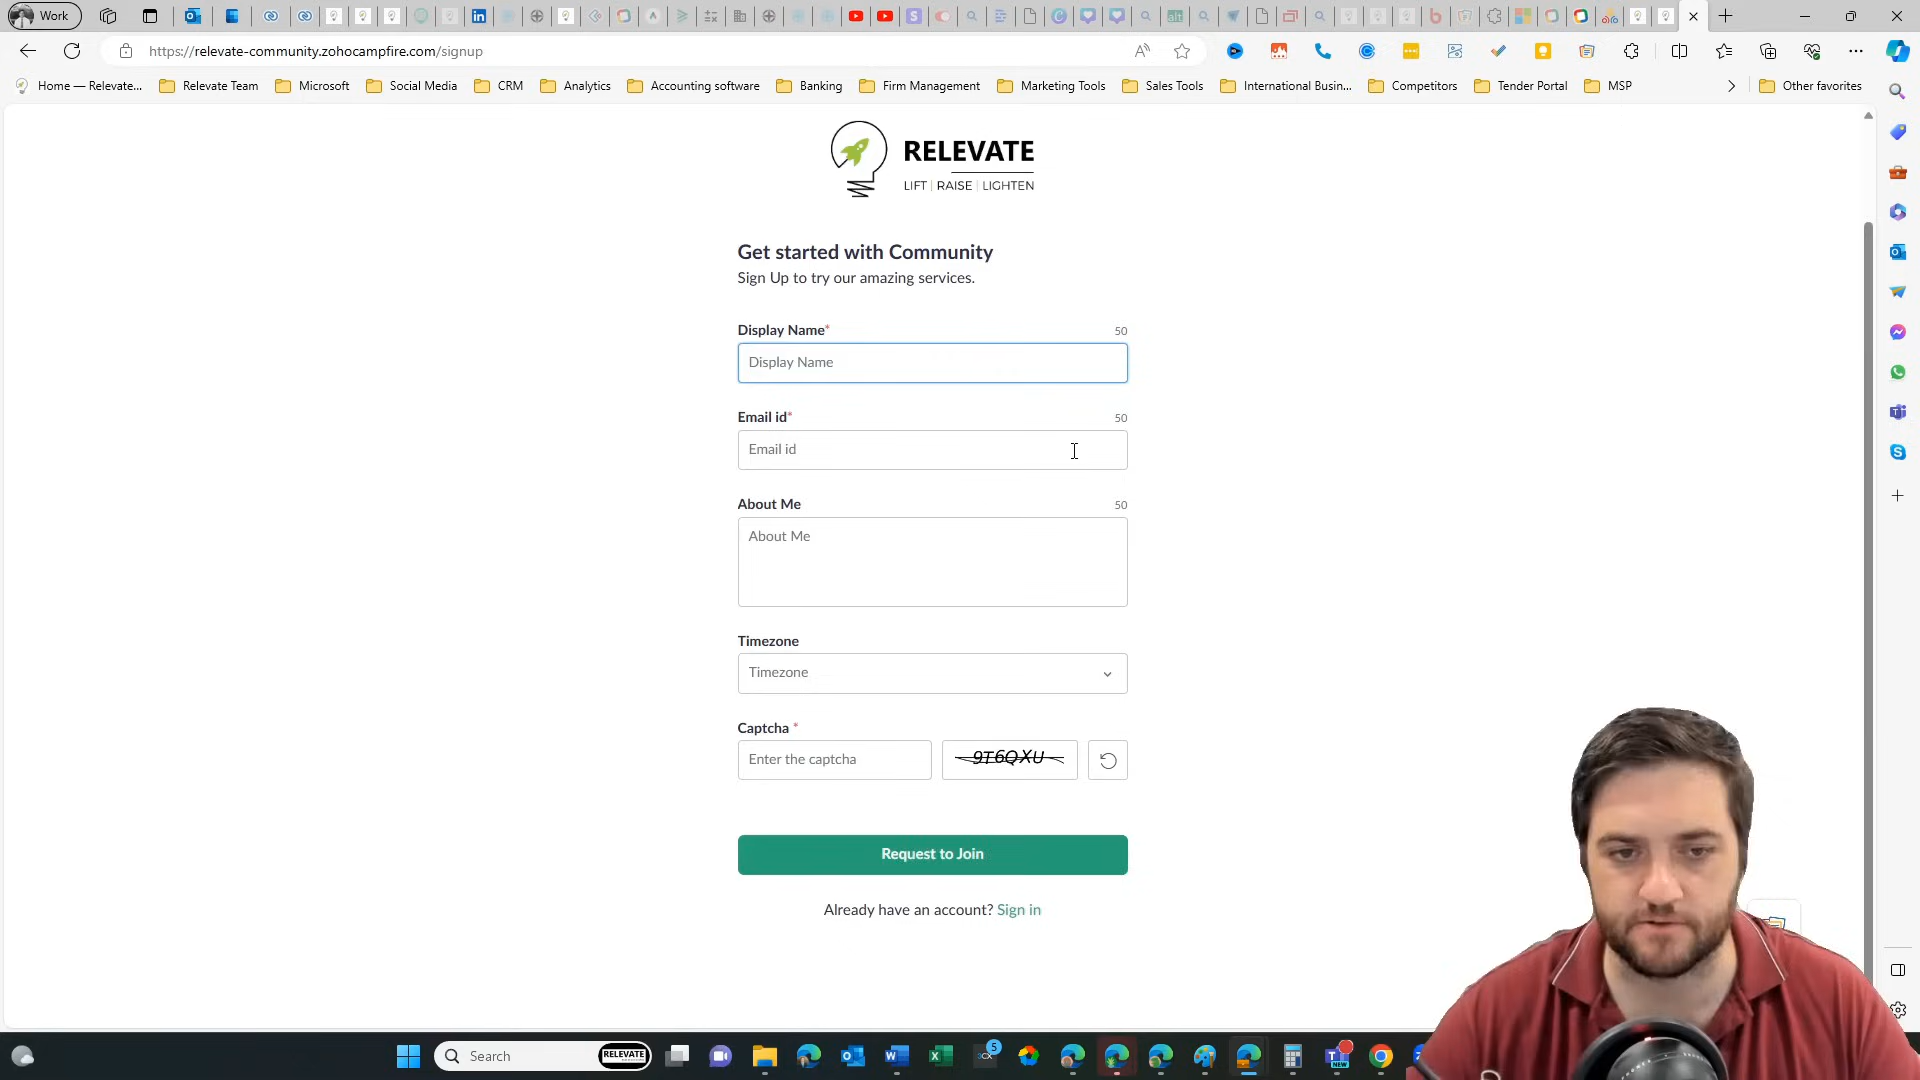 Work
https://relevate-community.zohocampfire.com/signup
Home — Relevate...
Relevate Team
Microsoft
Social Media
CRM
Analytics
Accounting software
Banking
Firm Management
Marketing Tools
Sales Tools
International Busin...
Competitors
Tender Portal
MSP
Other favorites
RELEVATE
LIFT | RAISE | LIGHTEN
Get started with Community
Sign Up to try our amazing services.
Display Name* 50
Display Name
Email id* 50
Email id
About Me 50
About Me
Timezone
Timezone
Captcha *
Enter the captcha
9T6QXU
Request to Join
Already have an account? Sign in
Search
RELEVATE
5
NEW